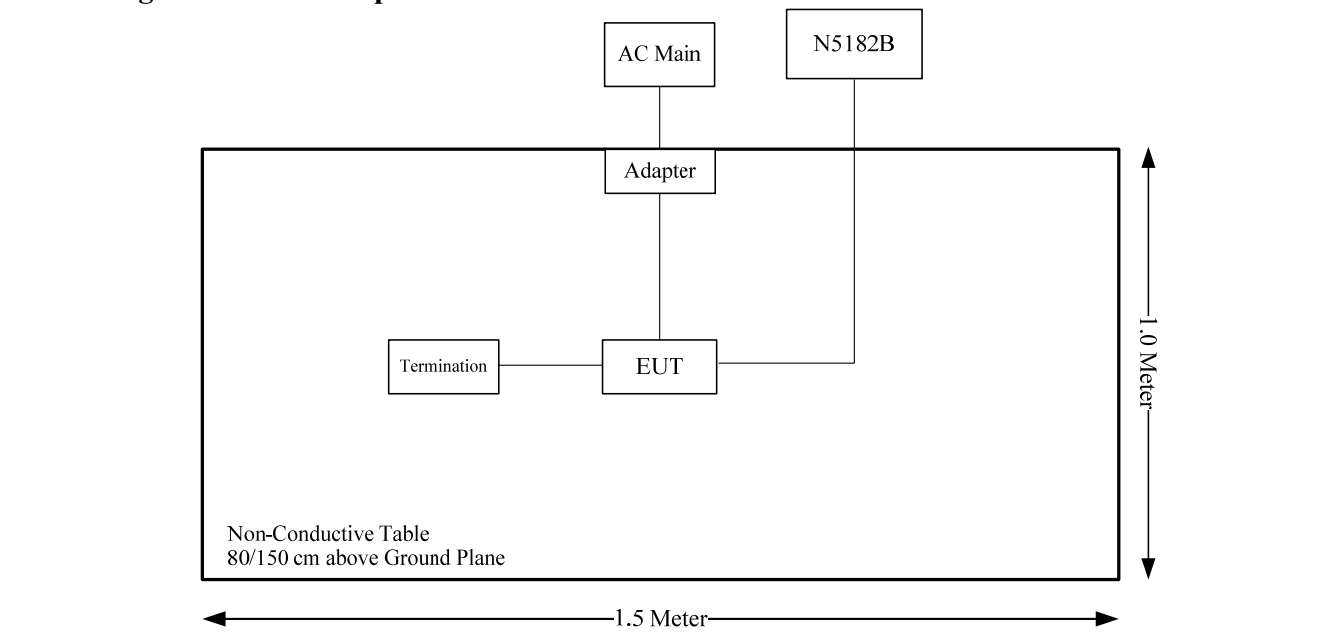 AC Main
N5182B
Adapter
Termination
EUT
1.0 Meter
Non-Conductive Table
80/150 cm above Ground Plane
1.5 Meter